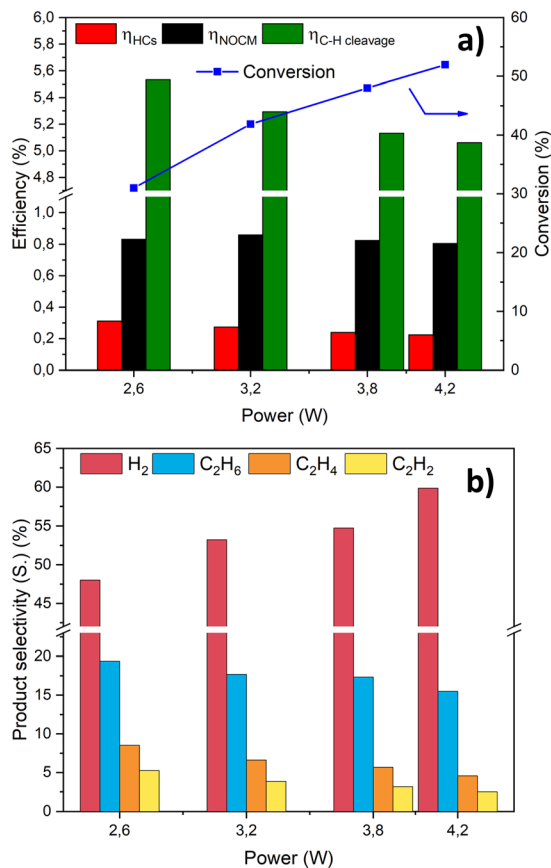 ηHCs ηNOCM ηC-H cleavage
a)
Conversion
Efficiency (%)
6,0
5,8
5,6
5,4
5,2
5,0
4,8
1,0
0,8
0,6
0,4
0,2
0,0
60
50
40
30
20
10
0
Conversion (%)
2,6 3,2 3,8 4,2
Power (W)
H2 C2H6 C2H4 C2H2
b)
Product selectivity (S.) (%)
65
60
55
50
45
20
15
10
5
0
2,6 3,2 3,8 4,2
Power (W)